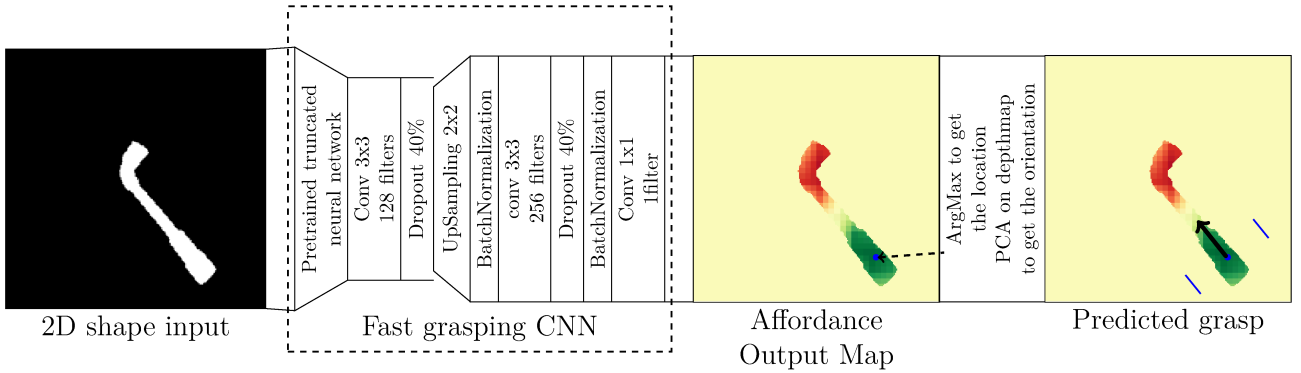 Pretrained truncated
neural network
Conv 3x3
128 filters
Dropout 40%
UpSampling 2x2
BatchNormalization
conv 3x3
256 filters
Dropout 40%
BatchNormalization
Conv 1x1
1filter
ArgMax to get
the location
PCA on depthmap
to get the orientation
2D shape input
Fast grasping CNN
Affordance
Output Map
Predicted grasp